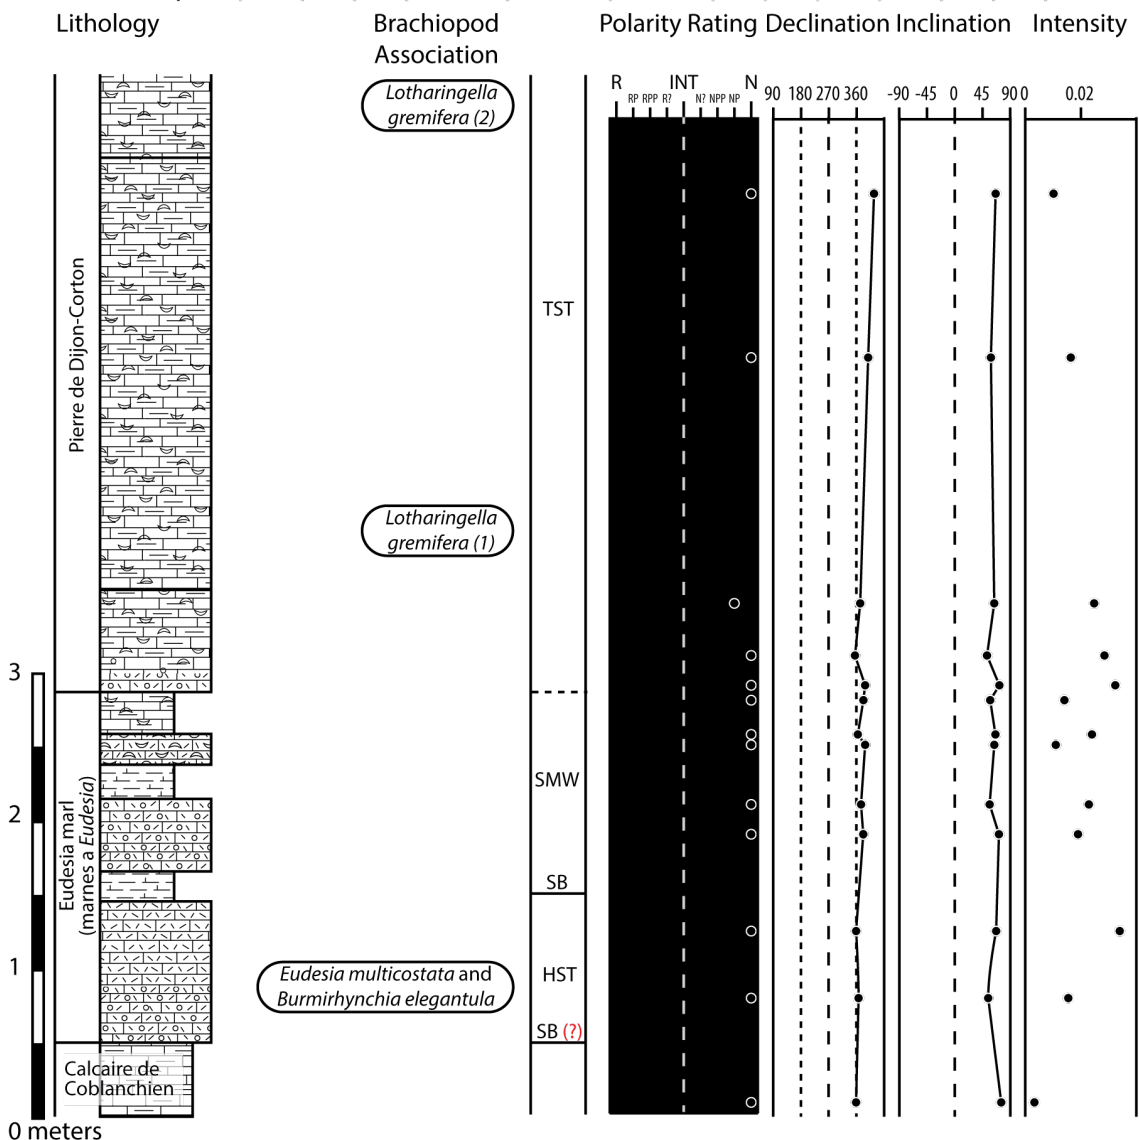 Lithology
Brachiopod
Association
Polarity Rating
Declination
Inclination
Intensity
R
INT
N
RP RPP R?
N? NPP NP
90 180 270 360
-90 -45 0 45 90
0 0.02
Lotharingella
gremifera (2)
Pierre de Dijon-Corton
TST
Lotharingella
gremifera (1)
3
SMW
2
Eudesia marl
(marnes a Eudesia)
SB
1
Eudesia multicostata and
Burmirhynchia elegantula
HST
SB (?)
Calcaire de
Coblanchien
0 meters